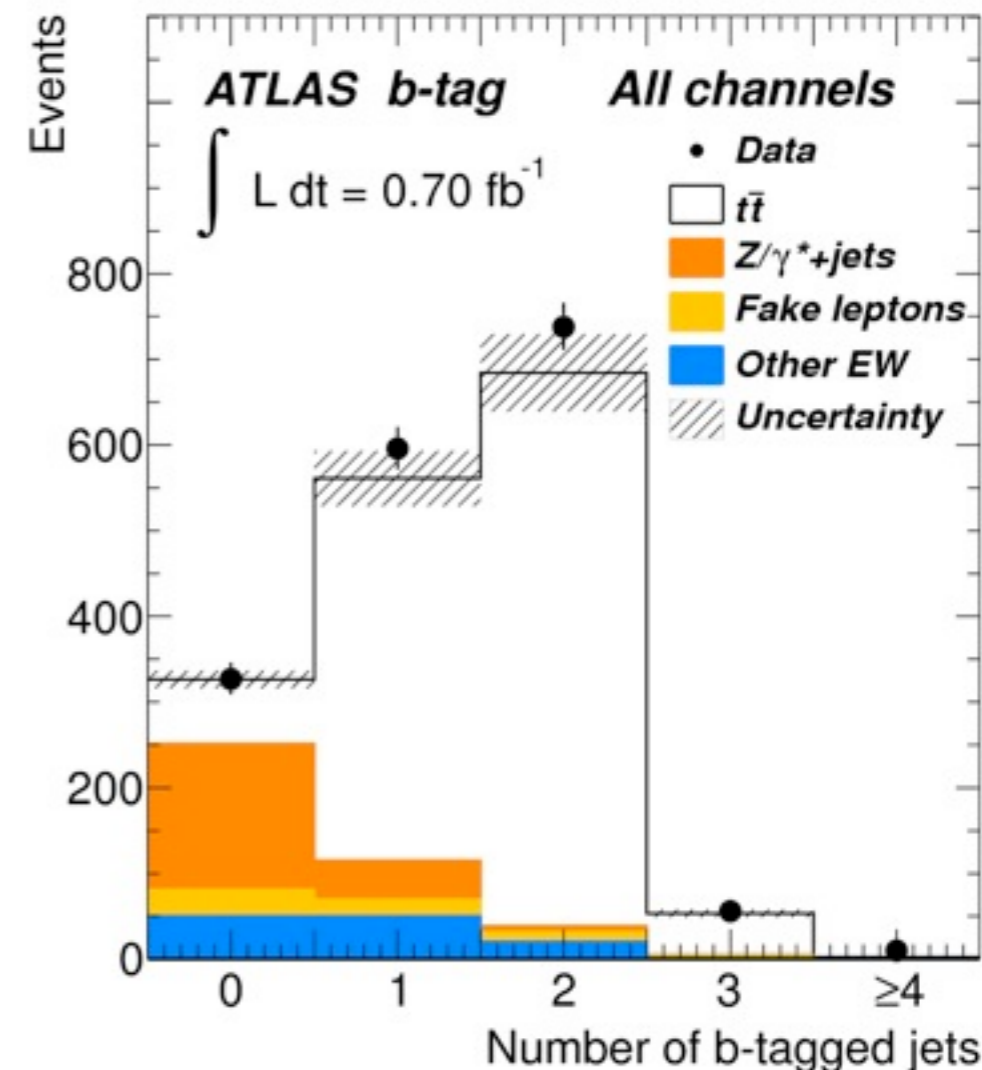 Events
ATLAS b-tag
All channels
∫ L dt = 0.70 fb⁻¹
Data
tt̄
Z/γ*+jets
Fake leptons
Other EW
Uncertainty
800
600
400
200
0
0 1 2 3 ≥4
Number of b-tagged jets